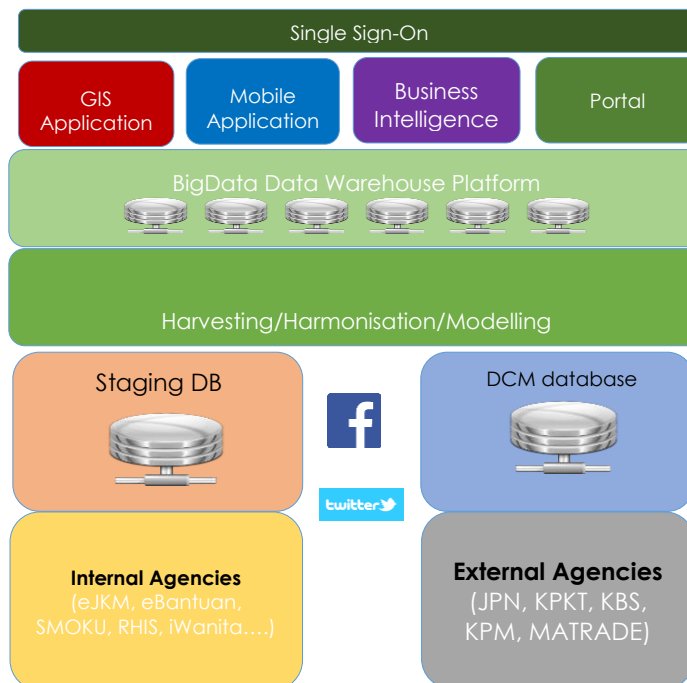 Single Sign-On
GIS
Application
Mobile
Application
Business
Intelligence
Portal
BigData Data Warehouse Platform
Harvesting/Harmonisation/Modelling
Staging DB
DCM database
f
twitter
Internal Agencies
(eJKM, eBantuan,
SMOKU, RHIS, iWanita....)
External Agencies
(JPN, KPKT, KBS,
KPM, MATRADE)